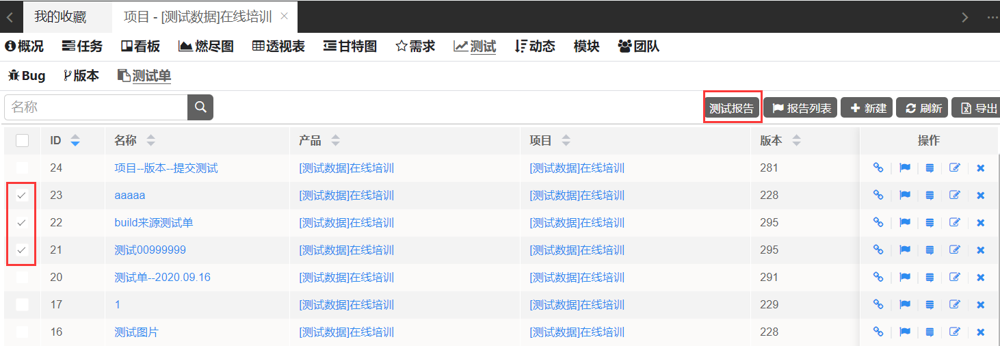 我的收藏 项目 - [测试数据]在线培训
概况 任务 看板 燃尽图 透视表 甘特图 需求 测试 动态 模块 团队
Bug 版本 测试单
名称 测试报告 报告列表 新建 刷新 导出
ID 名称 产品 项目 版本 操作
24 项目--版本--提交测试 [测试数据]在线培训 [测试数据]在线培训 281
23 aaaaa [测试数据]在线培训 [测试数据]在线培训 228
22 build来源测试单 [测试数据]在线培训 [测试数据]在线培训 295
21 测试00999999 [测试数据]在线培训 [测试数据]在线培训 295
20 测试单--2020.09.16 [测试数据]在线培训 [测试数据]在线培训 291
17 1 [测试数据]在线培训 [测试数据]在线培训 229
16 测试图片 [测试数据]在线培训 [测试数据]在线培训 228